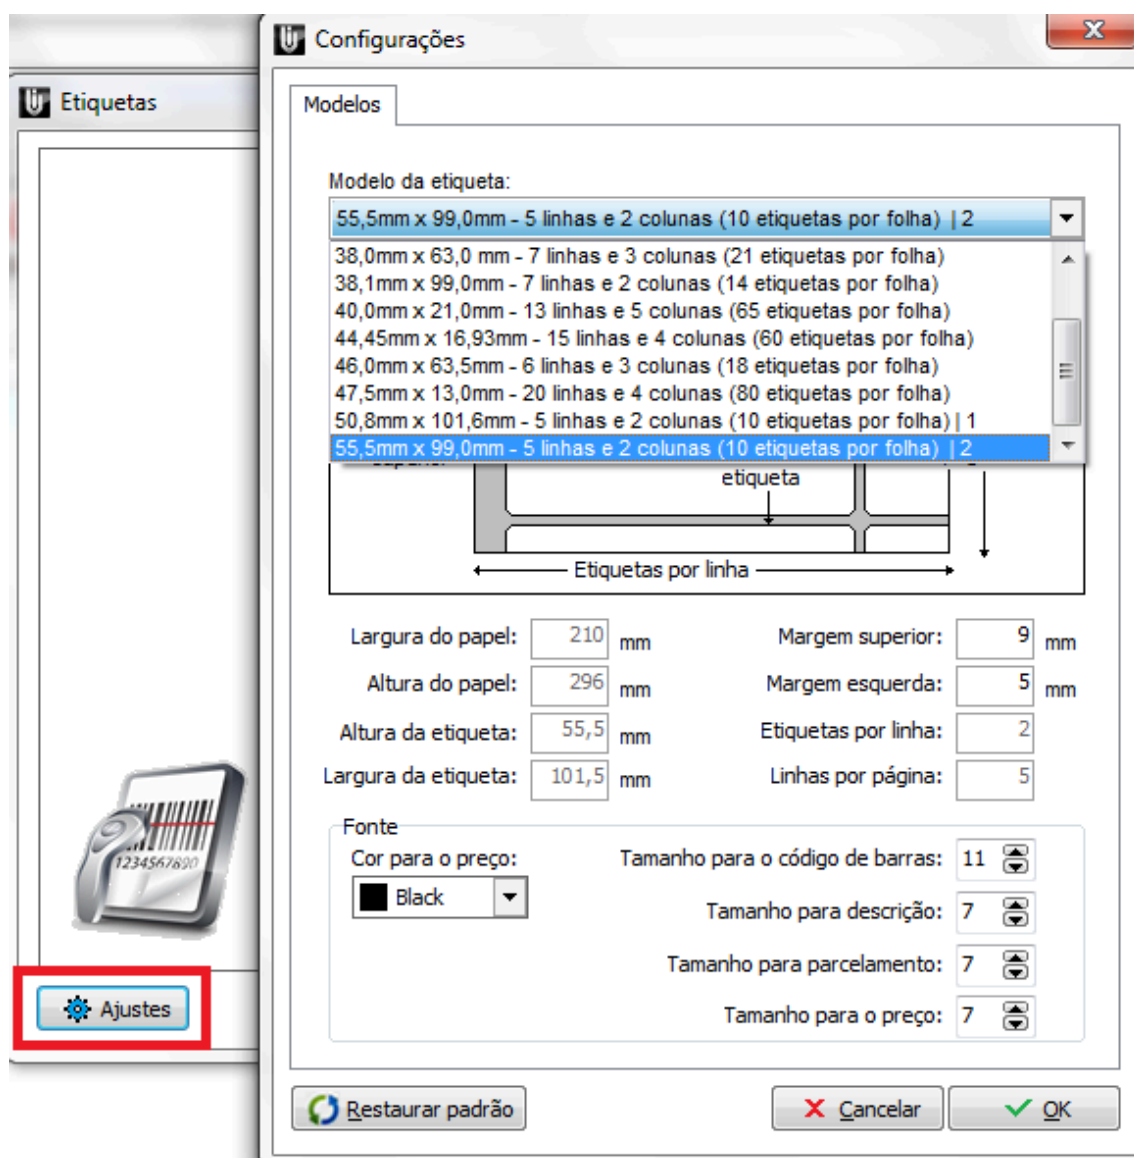 Configurações
Etiquetas
Modelos
Modelo da etiqueta:
55,5mm x 99,0mm - 5 linhas e 2 colunas (10 etiquetas por folha) | 2
38,0mm x 63,0 mm - 7 linhas e 3 colunas (21 etiquetas por folha)
38,1mm x 99,0mm - 7 linhas e 2 colunas (14 etiquetas por folha)
40,0mm x 21,0mm - 13 linhas e 5 colunas (65 etiquetas por folha)
44,45mm x 16,93mm - 15 linhas e 4 colunas (60 etiquetas por folha)
46,0mm x 63,5mm - 6 linhas e 3 colunas (18 etiquetas por folha)
47,5mm x 13,0mm - 20 linhas e 4 colunas (80 etiquetas por folha)
50,8mm x 101,6mm - 5 linhas e 2 colunas (10 etiquetas por folha) | 1
55,5mm x 99,0mm - 5 linhas e 2 colunas (10 etiquetas por folha) | 2
etiqueta
Etiquetas por linha
Largura do papel: 210 mm Margem superior: 9 mm
Altura do papel: 296 mm Margem esquerda: 5 mm
Altura da etiqueta: 55,5 mm Etiquetas por linha: 2
Largura da etiqueta: 101,5 mm Linhas por página: 5
Fonte
Cor para o preço: Tamanho para o código de barras: 11
Black
Tamanho para descrição: 7
Tamanho para parcelamento: 7
Tamanho para o preço: 7
1234567890
Ajustes
Restaurar padrão Cancelar OK